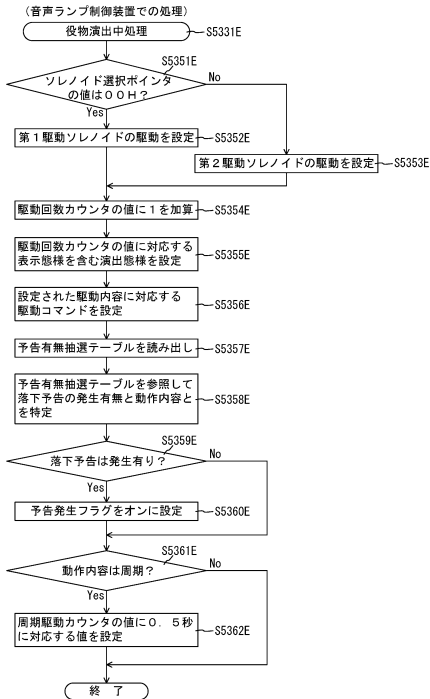 （音声ランプ制御装置での処理）
役物演出中処理
S5331E
S5351E
ソレノイド選択ポインタ
の値は００Ｈ？
No
Yes
第１駆動ソレノイドの駆動を設定
S5352E
第２駆動ソレノイドの駆動を設定
S5353E
駆動回数カウンタの値に１を加算
S5354E
駆動回数カウンタの値に対応する
表示態様を含む演出態様を設定
S5355E
設定された駆動内容に対応する
駆動コマンドを設定
S5356E
予告有無抽選テーブルを読み出し
S5357E
予告有無抽選テーブルを参照して
落下予告の発生有無と動作内容と
を特定
S5358E
S5359E
落下予告は発生有り？
No
Yes
予告発生フラグをオンに設定
S5360E
S5361E
動作内容は周期？
No
Yes
周期駆動カウンタの値に０．５秒
に対応する値を設定
S5362E
終 了